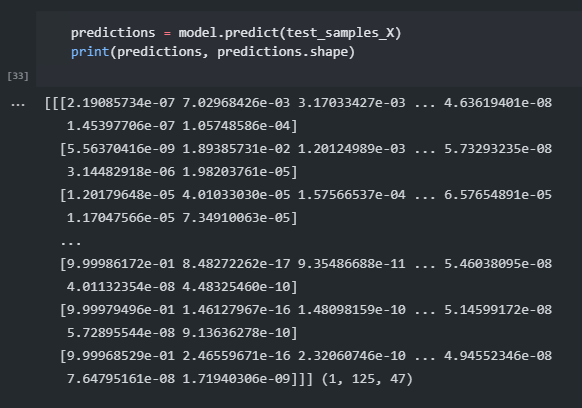 predictions = model.predict(test_samples_X)
print(predictions, predictions.shape)
[33]
... [[[2.19085734e-07 7.02968426e-03 3.17033427e-03 ... 4.63619401e-08
1.45397706e-07 1.05748586e-04]
[5.56370416e-09 1.89385731e-02 1.20124989e-03 ... 5.73293235e-08
3.14482918e-06 1.98203761e-05]
[1.20179648e-05 4.01033030e-05 1.57566537e-04 ... 6.57654891e-05
1.17047566e-05 7.34910063e-05]
...
[9.99986172e-01 8.48272262e-17 9.35486688e-11 ... 5.46038095e-08
4.01132354e-08 4.48325460e-10]
[9.99979496e-01 1.46127967e-16 1.48098159e-10 ... 5.14599172e-08
5.72895544e-08 9.13636278e-10]
[9.99968529e-01 2.46559671e-16 2.32060746e-10 ... 4.94552346e-08
7.64795161e-08 1.71940306e-09]]] (1, 125, 47)